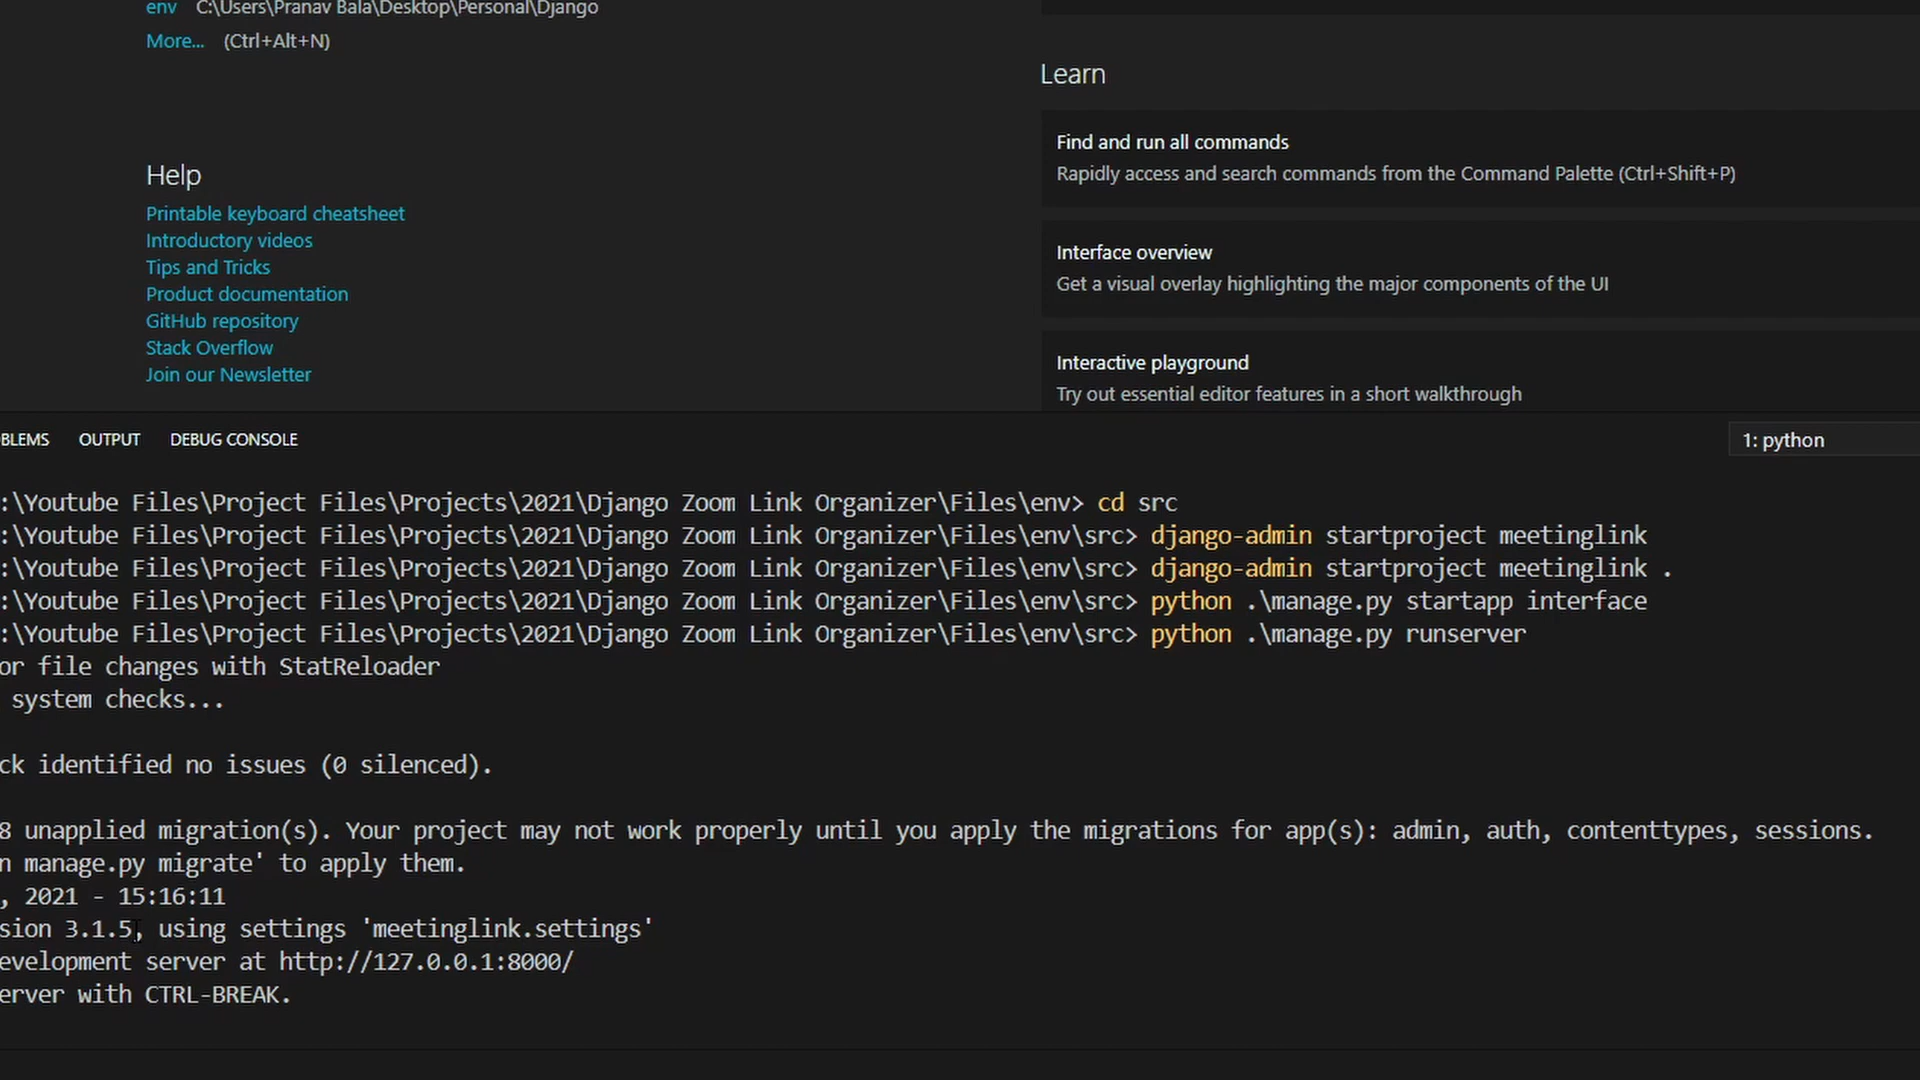 env C:\Users\Pranav Bala\Desktop\Personal\Django
More... (Ctrl+Alt+N)
Help
Printable keyboard cheatsheet
Introductory videos
Tips and Tricks
Product documentation
GitHub repository
Stack Overflow
Join our Newsletter
Learn
Find and run all commands
Rapidly access and search commands from the Command Palette (Ctrl+Shift+P)
Interface overview
Get a visual overlay highlighting the major components of the UI
Interactive playground
Try out essential editor features in a short walkthrough
BLEMS OUTPUT DEBUG CONSOLE 1: python
:\Youtube Files\Project Files\Projects\2021\Django Zoom Link Organizer\Files\env> cd src
:\Youtube Files\Project Files\Projects\2021\Django Zoom Link Organizer\Files\env\src> django-admin startproject meetinglink
:\Youtube Files\Project Files\Projects\2021\Django Zoom Link Organizer\Files\env\src> django-admin startproject meetinglink .
:\Youtube Files\Project Files\Projects\2021\Django Zoom Link Organizer\Files\env\src> python .\manage.py startapp interface
:\Youtube Files\Project Files\Projects\2021\Django Zoom Link Organizer\Files\env\src> python .\manage.py runserver
or file changes with StatReloader
system checks...
ck identified no issues (0 silenced).
8 unapplied migration(s). Your project may not work properly until you apply the migrations for app(s): admin, auth, contenttypes, sessions.
n manage.py migrate' to apply them.
, 2021 - 15:16:11
sion 3.1.5, using settings 'meetinglink.settings'
evelopment server at http://127.0.0.1:8000/
erver with CTRL-BREAK.